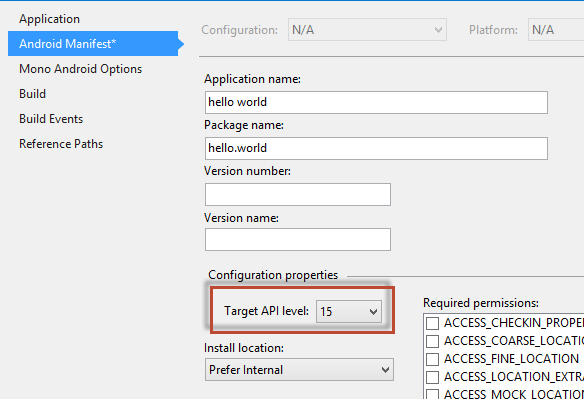 Application
Android Manifest*
Mono Android Options
Build
Build Events
Reference Paths
Configuration: N/A Platform: N/A
Application name:
hello world
Package name:
hello.world
Version number:
Version name:
Configuration properties
Target API level: 15
Install location:
Prefer Internal
Required permissions:
ACCESS_CHECKIN_PROPE
ACCESS_COARSE_LOCATIO
ACCESS_FINE_LOCATION
ACCESS_LOCATION_EXTRA
ACCESS_MOCK_LOCATION